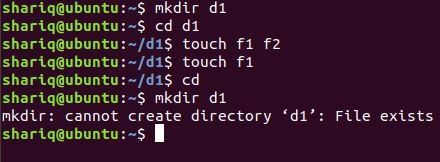 shariq@ubuntu:~$ mkdir d1
shariq@ubuntu:~$ cd d1
shariq@ubuntu:~/d1$ touch f1 f2
shariq@ubuntu:~/d1$ touch f1
shariq@ubuntu:~/d1$ cd
shariq@ubuntu:~$ mkdir d1
mkdir: cannot create directory ‘d1’: File exists
shariq@ubuntu:~$